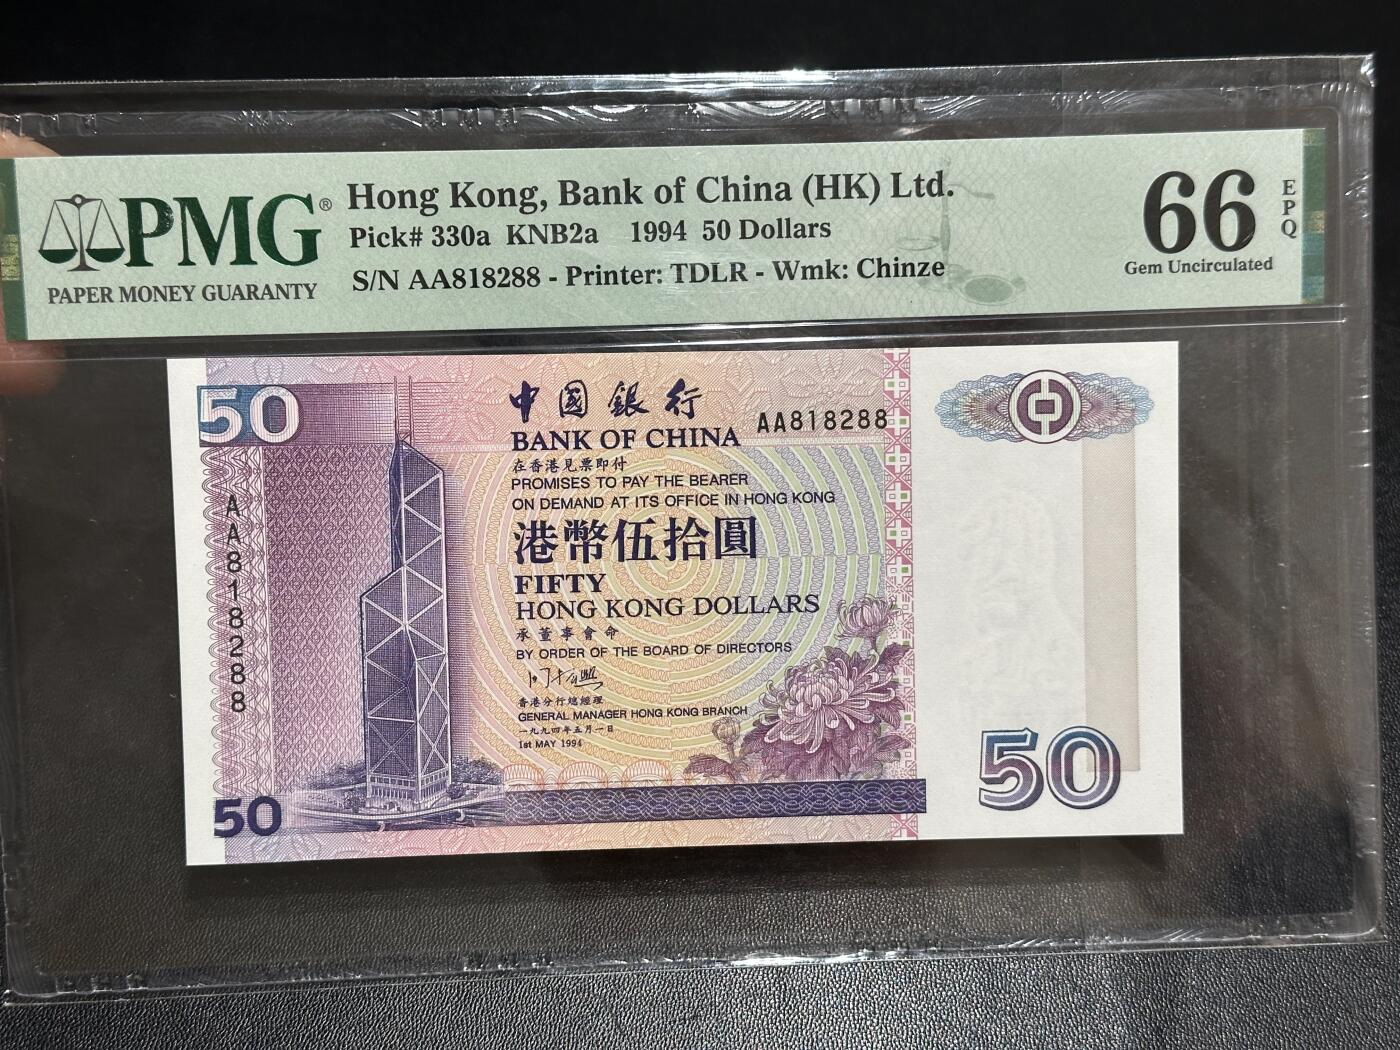 PMG®
PAPER MONEY GUARANTY
Hong Kong, Bank of China (HK) Ltd.
Pick# 330a KNB2a 1994 50 Dollars
S/N AA818288 - Printer: TDLR - Wmk: Chinze
66
EPQ
Gem Uncirculated
50
中國銀行
BANK OF CHINA
AA818288
在香港見票即付
PROMISES TO PAY THE BEARER
ON DEMAND AT ITS OFFICE IN HONG KONG
港幣伍拾圓
FIFTY
HONG KONG DOLLARS
承董事會命
BY ORDER OF THE BOARD OF DIRECTORS
香港分行總經理
GENERAL MANAGER HONG KONG BRANCH
一九九四年五月一日
1st MAY 1994
AA818288
50
50